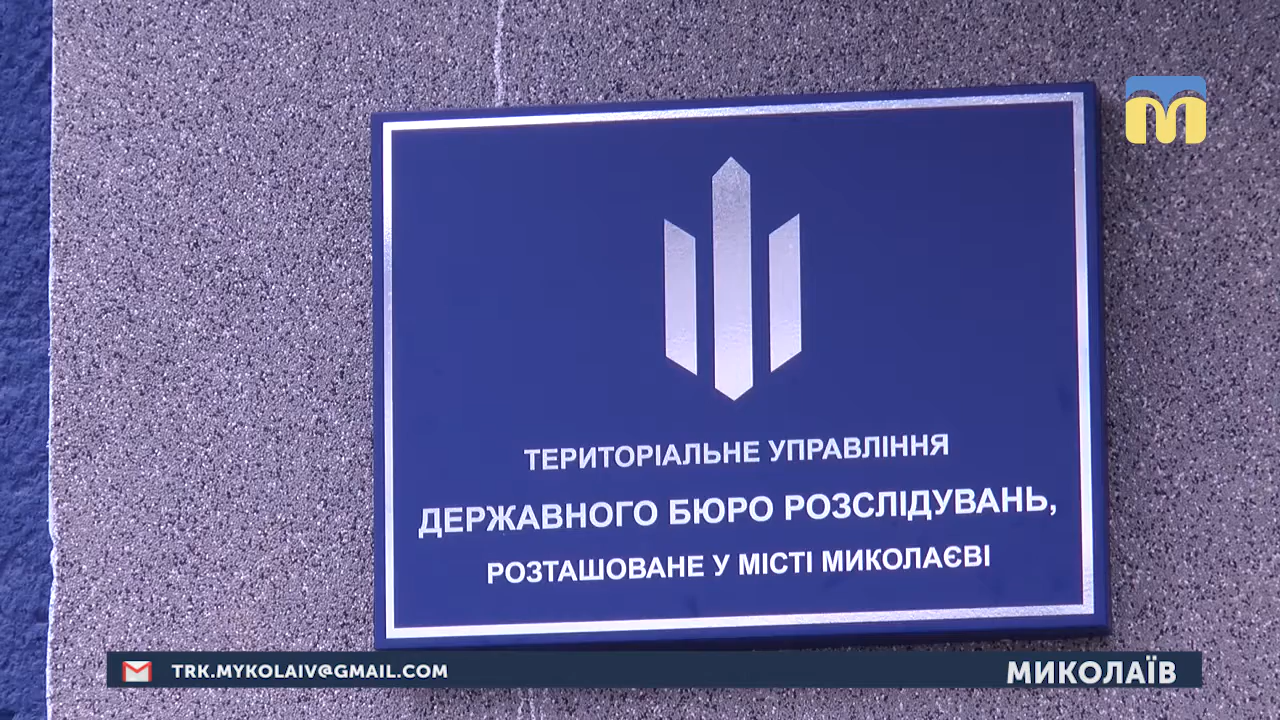 ТЕРИТОРІАЛЬНЕ УПРАВЛІННЯ
ДЕРЖАВНОГО БЮРО РОЗСЛІДУВАНЬ,
РОЗТАШОВАНЕ У МІСТІ МИКОЛАЄВІ
TRK.MYKOLAIV@GMAIL.COM
МИКОЛАЇВ